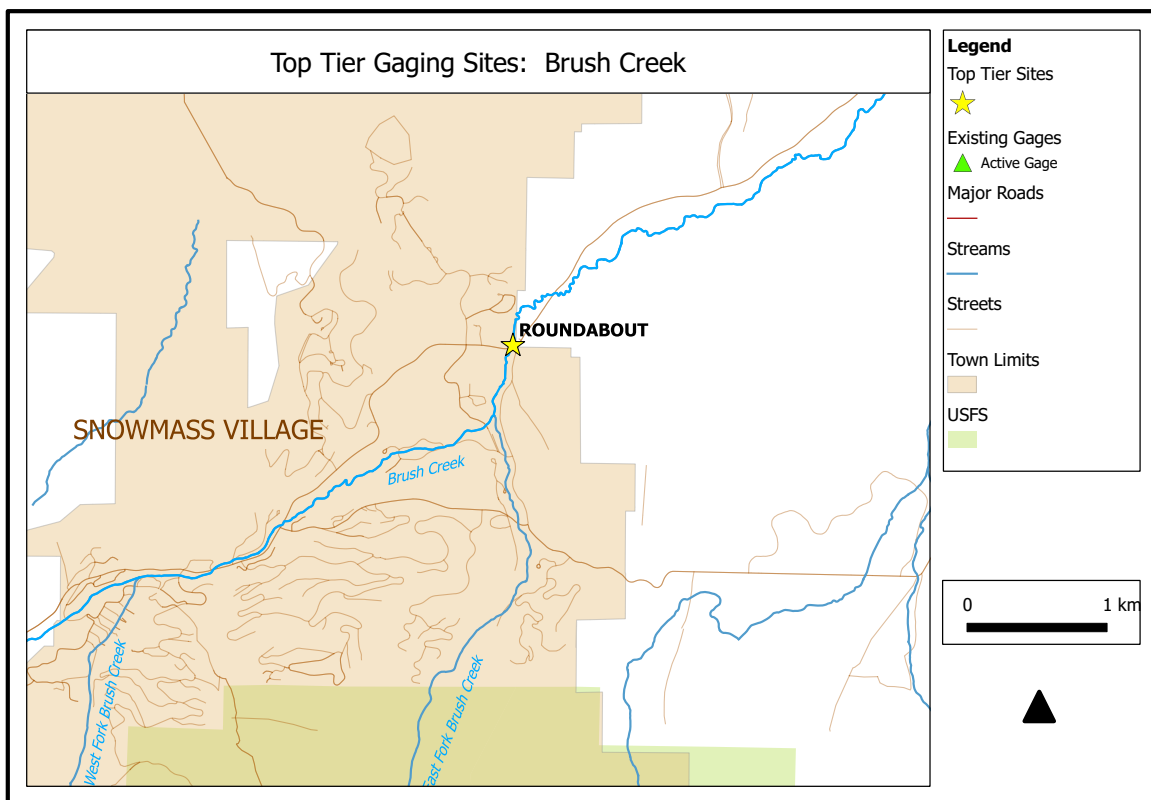 Top Tier Gaging Sites:  Brush Creek
ROUNDABOUT
SNOWMASS VILLAGE
Brush Creek
West Fork Brush Creek
East Fork Brush Creek
Legend
Top Tier Sites
Existing Gages
Active Gage
Major Roads
Streams
Streets
Town Limits
USFS
0 1 km